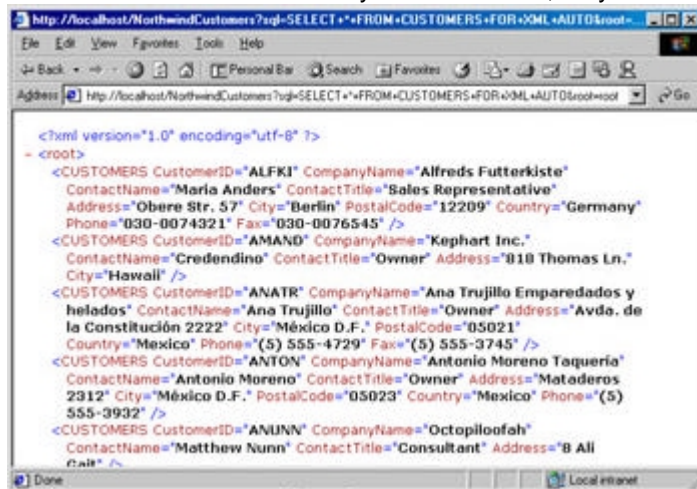 http://localhost/NorthwindCustomers?sql=SELECT+*+FROM+CUSTOMERS+FOR+XML+AUTO&root=...
File Edit View Favorites Tools Help
Back Personal Bar Search Favorites
Address http://localhost/NorthwindCustomers?sql=SELECT+*+FROM+CUSTOMERS+FOR+XML+AUTO&root=root Go
<?xml version="1.0" encoding="utf-8" ?>
- <root>
<CUSTOMERS CustomerID="ALFKI" CompanyName="Alfreds Futterkiste"
ContactName="Maria Anders" ContactTitle="Sales Representative"
Address="Obere Str. 57" City="Berlin" PostalCode="12209" Country="Germany"
Phone="030-0074321" Fax="030-0076545" />
<CUSTOMERS CustomerID="AMAND" CompanyName="Kephart Inc."
ContactName="Credendino" ContactTitle="Owner" Address="818 Thomas Ln."
City="Hawaii" />
<CUSTOMERS CustomerID="ANATR" CompanyName="Ana Trujillo Emparedados y
helados" ContactName="Ana Trujillo" ContactTitle="Owner" Address="Avda. de
la Constitución 2222" City="México D.F." PostalCode="05021"
Country="Mexico" Phone="(5) 555-4729" Fax="(5) 555-3745" />
<CUSTOMERS CustomerID="ANTON" CompanyName="Antonio Moreno Taquería"
ContactName="Antonio Moreno" ContactTitle="Owner" Address="Mataderos
2312" City="México D.F." PostalCode="05023" Country="Mexico" Phone="(5)
555-3932" />
<CUSTOMERS CustomerID="ANUNN" CompanyName="Octopiloofah"
ContactName="Matthew Nunn" ContactTitle="Consultant" Address="8 Ali
Gait" />
Done Local intranet